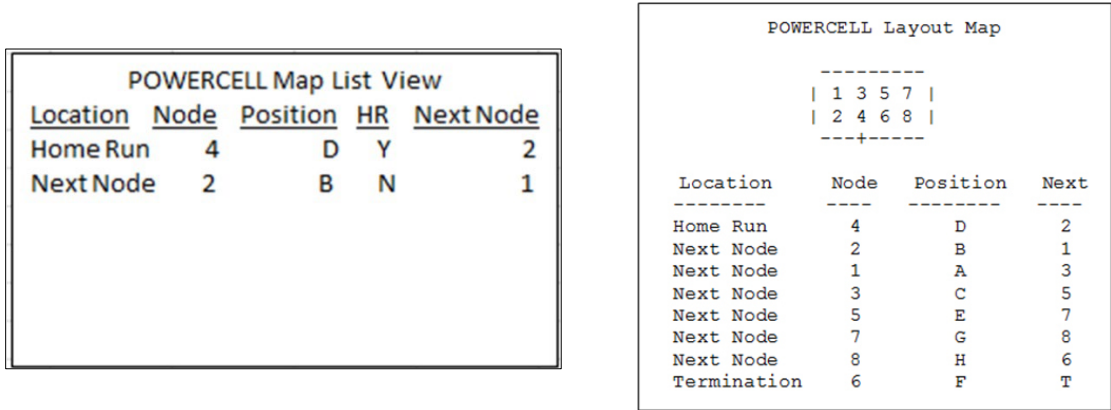 POWERCELL Map List View
Location Node Position HR Next Node
Home Run 4 D Y 2
Next Node 2 B N 1
POWERCELL Layout Map
---------
| 1 3 5 7 |
| 2 4 6 8 |
---+-----
Location Node Position Next
-------- ---- -------- ----
Home Run 4 D 2
Next Node 2 B 1
Next Node 1 A 3
Next Node 3 C 5
Next Node 5 E 7
Next Node 7 G 8
Next Node 8 H 6
Termination 6 F T